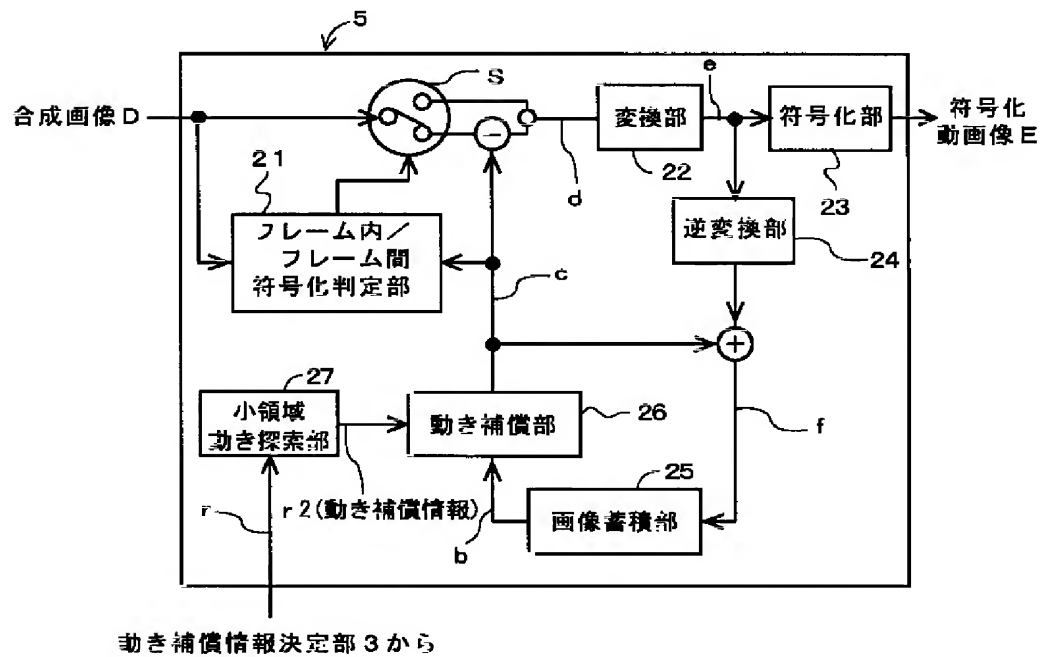 5
S
e
合成画像D
変換部
符号化部
符号化
動画像E
22
23
d
21
フレーム内/
フレーム間
符号化判定部
逆変換部
24
c
27
小領域
動き探索部
動き補償部
26
f
25
r
r2(動き補償情報)
b
画像蓄積部
動き補償情報決定部3から